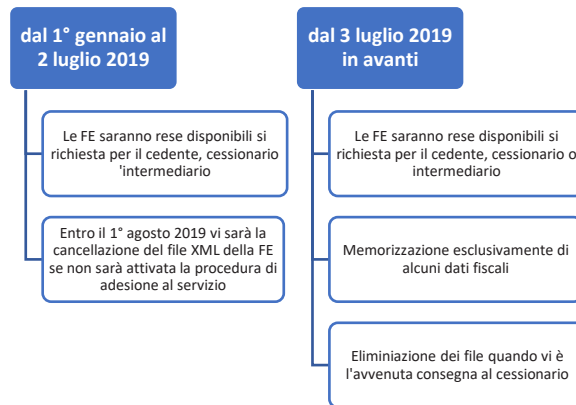 dal 1° gennaio al
2 luglio 2019
Le FE saranno rese disponibili si
richiesta per il cedente, cessionario
'intermediario
Entro il 1° agosto 2019 vi sarà la
cancellazione del file XML della FE
se non sarà attivata la procedura di
adesione al servizio
dal 3 luglio 2019
in avanti
Le FE saranno rese disponibili si
richiesta per il cedente, cessionario o
intermediario
Memorizzazione esclusivamente di
alcuni dati fiscali
Eliminiazione dei file quando vi è
l'avvenuta consegna al cessionario